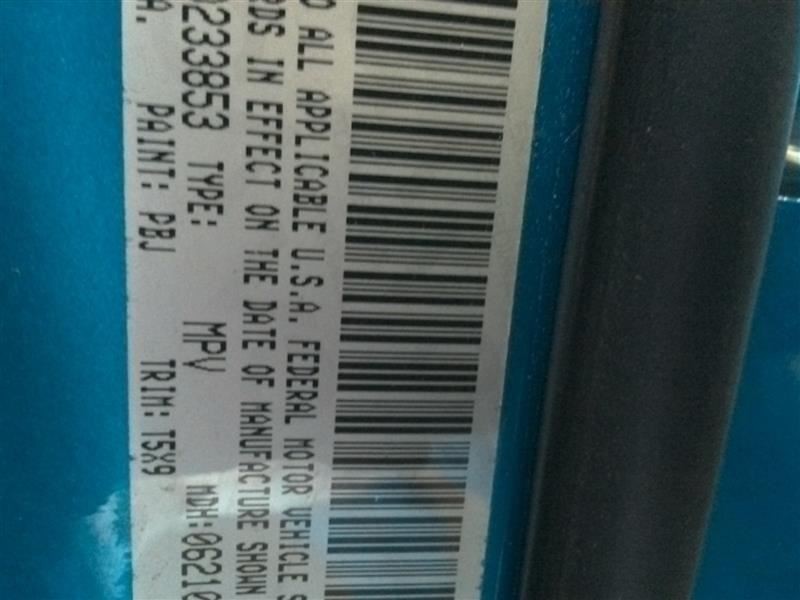 O ALL APPLICABLE U.S.A. FEDERAL MOTOR VEHICLE S
RDS IN EFFECT ON THE DATE OF MANUFACTURE SHOWN
233853 TYPE: MPV MDH: 06210
A. PAINT: PBJ TRIM: T5X9